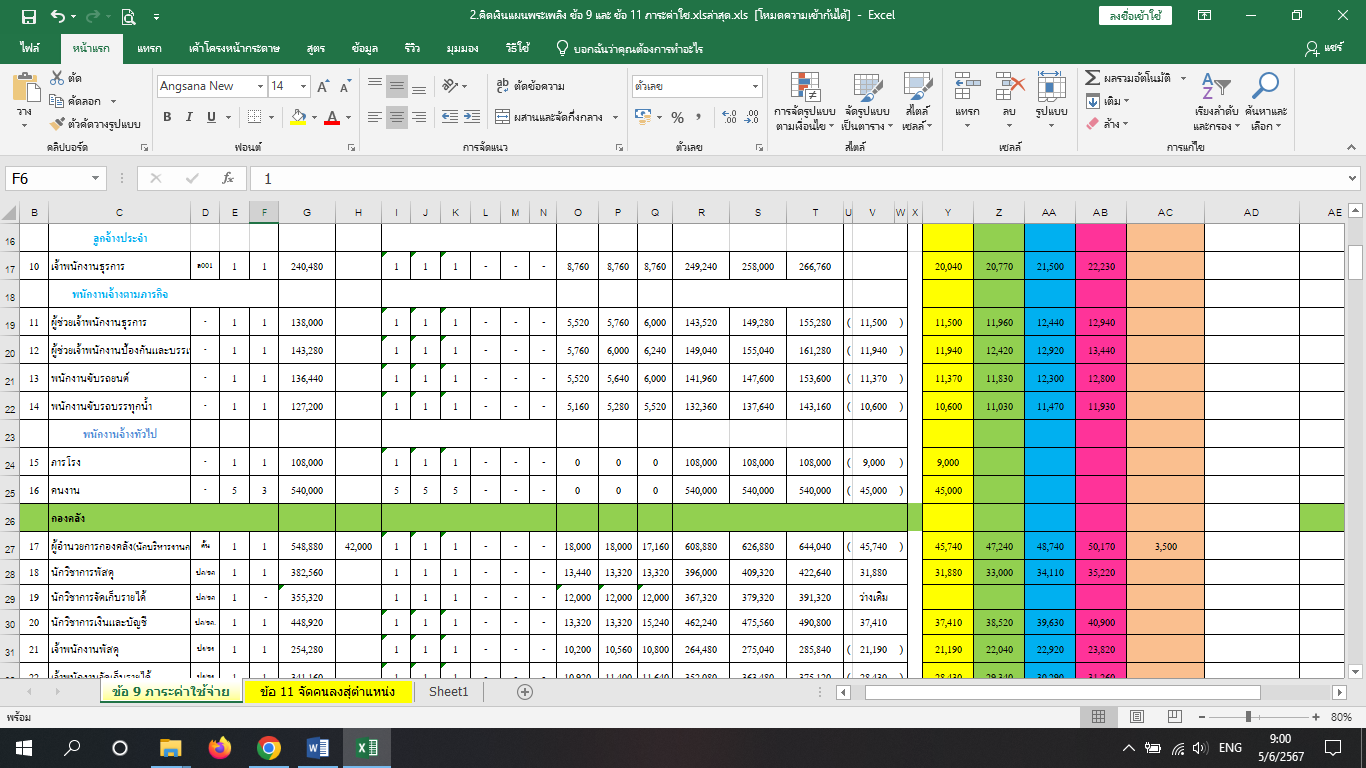 2.คิดเงินแผนพระเพลิง ข้อ 9 และ ข้อ 11 ภาระค่าใช้.xlsล่าสุด.xls [โหมดความเข้ากันได้] - Excel ลงชื่อเข้าใช้
ไฟล์ หน้าแรก แทรก เค้าโครงหน้ากระดาษ สูตร ข้อมูล รีวิว มุมมอง วิธีใช้ บอกฉันว่าคุณต้องการทำอะไร แชร์
วาง ตัด คัดลอก ตัวคัดวางรูปแบบ Angsana New 14 ตัดข้อความ ผสานและจัดกึ่งกลาง ตัวเลข การจัดรูปแบบตามเงื่อนไข จัดรูปแบบเป็นตาราง สไตล์เซลล์ แทรก ลบ รูปแบบ ผลรวมอัตโนมัติ เติม ล้าง เรียงลำดับและกรอง ค้นหาและเลือก
คลิปบอร์ด ฟอนต์ การจัดแนว ตัวเลข สไตล์ เซลล์ การแก้ไข
F6 fx 1
B C D E F G H I J K L M N O P Q R S T U V W X Y Z AA AB AC AD AE
16 ลูกจ้างประจำ
17 10 เจ้าพนักงานธุรการ 1 1 240,480 1 1 1 - - - 8,760 8,760 8,760 249,240 258,000 266,760 20,040 20,770 21,500 22,230
18 พนักงานจ้างตามภารกิจ
19 11 ผู้ช่วยเจ้าพนักงานธุรการ - 1 1 138,000 1 1 1 - - - 5,520 5,760 6,000 143,520 149,280 155,280 ( 11,500 ) 11,500 11,960 12,440 12,940
20 12 ผู้ช่วยเจ้าพนักงานป้องกันและบรรเ - 1 1 143,280 1 1 1 - - - 5,760 6,000 6,240 149,040 155,040 161,280 ( 11,940 ) 11,940 12,420 12,920 13,440
21 13 พนักงานขับรถยนต์ - 1 1 136,440 1 1 1 - - - 5,520 5,640 6,000 141,960 147,600 153,600 ( 11,370 ) 11,370 11,830 12,300 12,800
22 14 พนักงานขับรถบรรทุกน้ำ - 1 1 127,200 1 1 1 - - - 5,160 5,280 5,520 132,360 137,640 143,160 ( 10,600 ) 10,600 11,030 11,470 11,930
23 พนักงานจ้างทั่วไป
24 15 ภารโรง - 1 1 108,000 1 1 1 - - - 0 0 0 108,000 108,000 108,000 ( 9,000 ) 9,000
25 16 คนงาน - 5 3 540,000 5 5 5 - - - 0 0 0 540,000 540,000 540,000 ( 45,000 ) 45,000
26 กองคลัง
27 17 ผู้อำนวยการกองคลัง(นักบริหารงานค ต้น 1 1 548,880 42,000 1 1 1 - - - 18,000 18,000 17,160 608,880 626,880 644,040 ( 45,740 ) 45,740 47,240 48,740 50,170 3,500
28 18 นักวิชาการพัสดุ ปก/ชก 1 1 382,560 1 1 1 - - - 13,440 13,320 13,320 396,000 409,320 422,640 31,880 31,880 33,000 34,110 35,220
29 19 นักวิชาการจัดเก็บรายได้ ปก/ชก 1 - 355,320 1 1 1 - - - 12,000 12,000 12,000 367,320 379,320 391,320 ว่างเดิม
30 20 นักวิชาการเงินและบัญชี ปก/ชก. 1 1 448,920 1 1 1 - - - 13,320 13,320 15,240 462,240 475,560 490,800 37,410 37,410 38,520 39,630 40,900
31 21 เจ้าพนักงานพัสดุ ปง/ชง 1 1 254,280 1 1 1 - - - 10,200 10,560 10,800 264,480 275,040 285,840 ( 21,190 ) 21,190 22,040 22,920 23,820
ข้อ 9 ภาระค่าใช้จ่าย ข้อ 11 จัดคนลงสู่ตำแหน่ง Sheet1
พร้อม 80%
ENG 9:00
5/6/2567